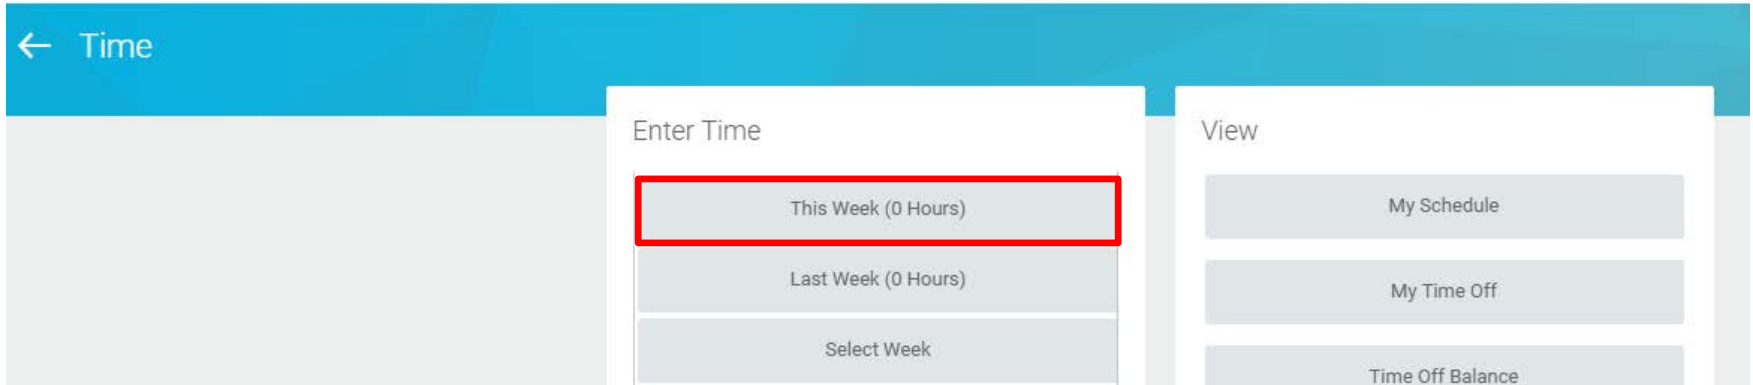 Time
Enter Time
This Week (0 Hours)
Last Week (0 Hours)
Select Week
View
My Schedule
My Time Off
Time Off Balance